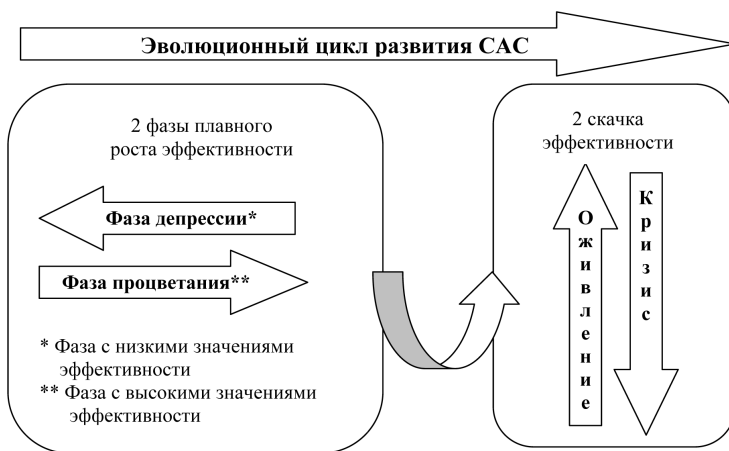 Эволюционный цикл развития САС
2 фазы плавного
роста эффективности
Фаза депрессии*
Фаза процветания**
* Фаза с низкими значениями
эффективности
** Фаза с высокими значениями
эффективности
2 скачка
эффективности
Оживление
Кризис